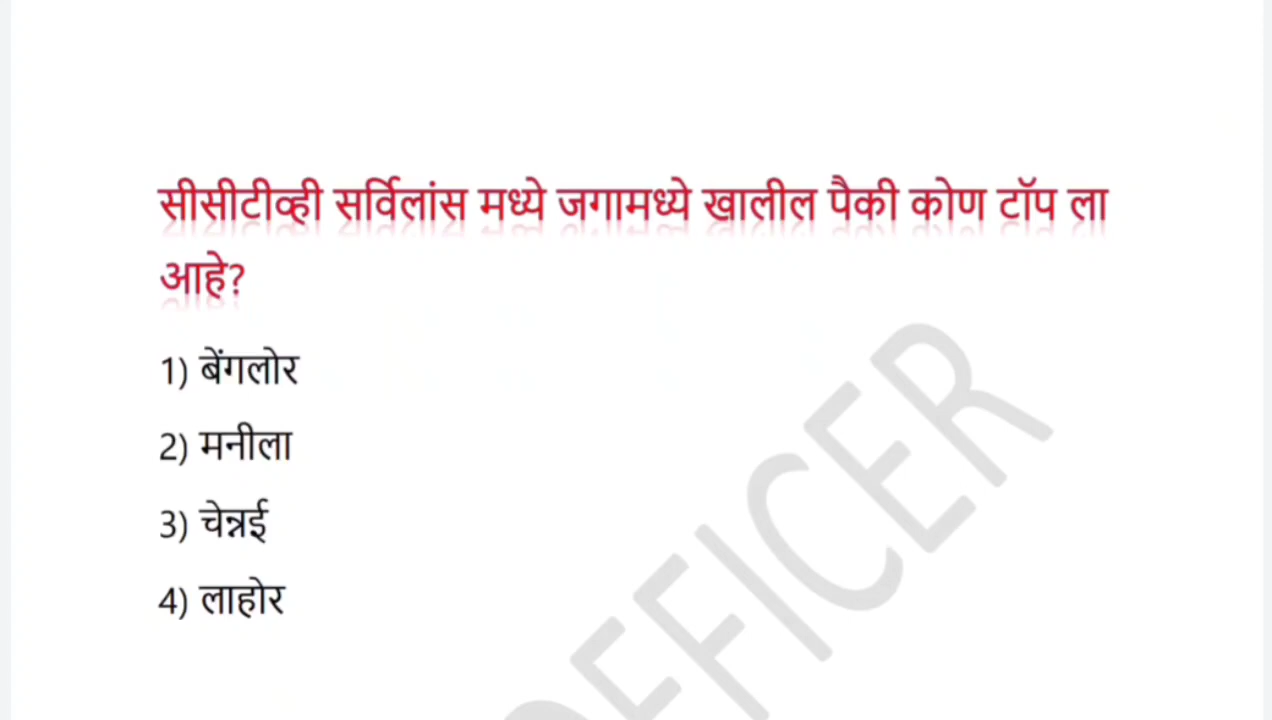 सीसीटीव्ही सर्विलांस मध्ये जगामध्ये खालील पैकी कोण टॉप ला
आहे?
1) बेंगलोर
2) मनीला
3) चेन्नई
4) लाहोर
OFFICER